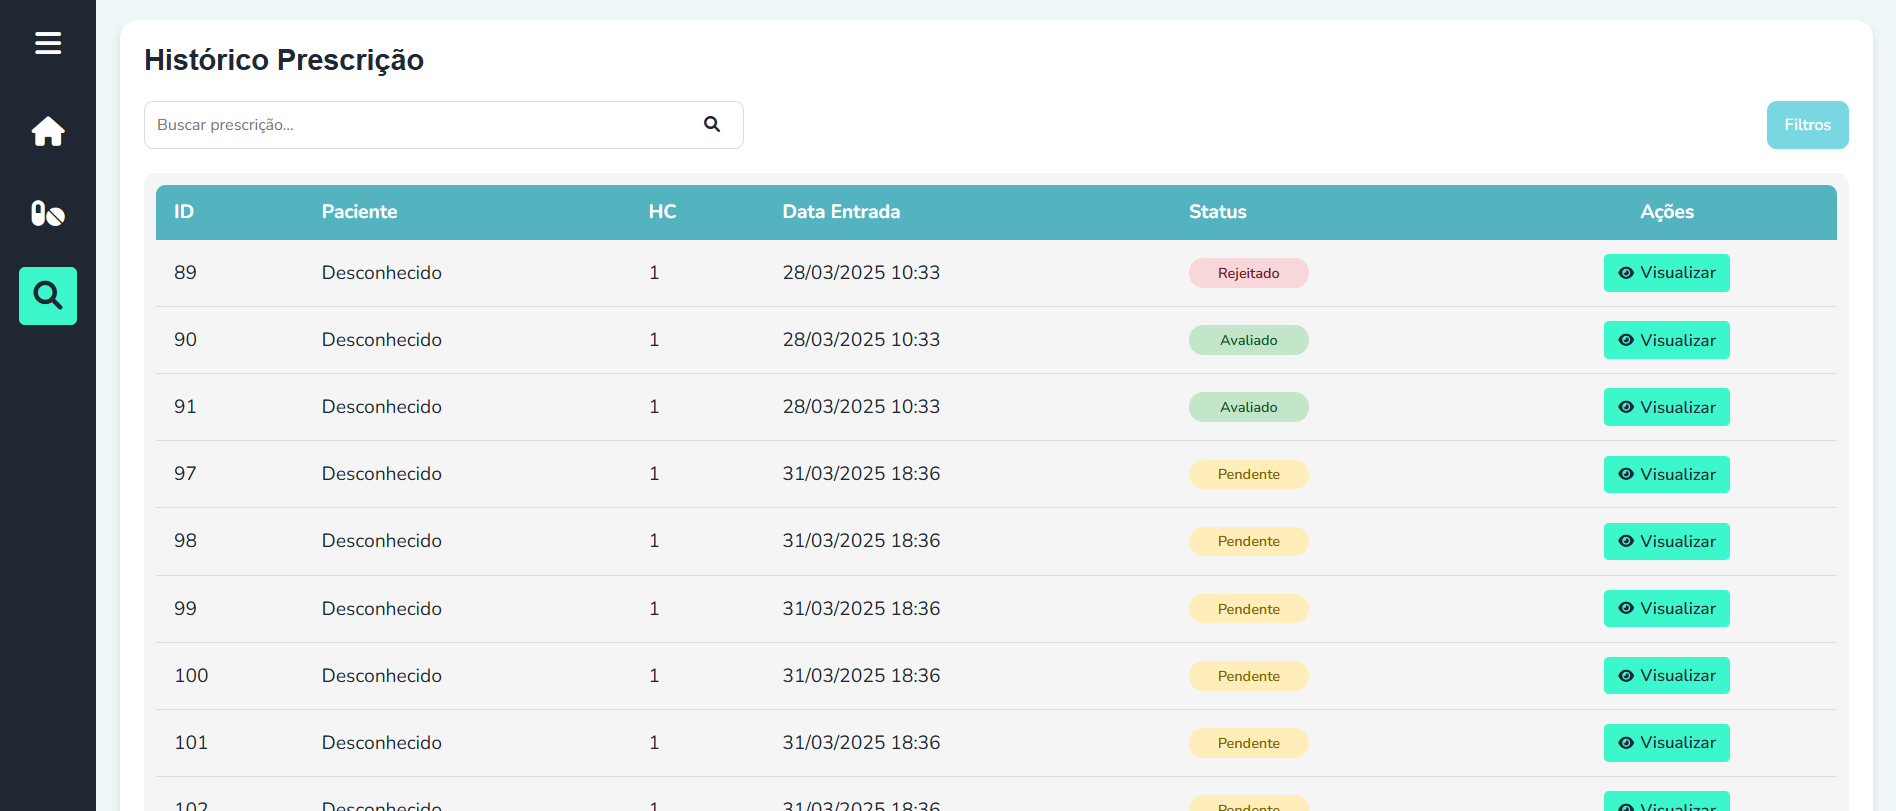 Histórico Prescrição
Buscar prescrição...
Filtros
ID Paciente HC Data Entrada Status Ações
89 Desconhecido 1 28/03/2025 10:33 Rejeitado Visualizar
90 Desconhecido 1 28/03/2025 10:33 Avaliado Visualizar
91 Desconhecido 1 28/03/2025 10:33 Avaliado Visualizar
97 Desconhecido 1 31/03/2025 18:36 Pendente Visualizar
98 Desconhecido 1 31/03/2025 18:36 Pendente Visualizar
99 Desconhecido 1 31/03/2025 18:36 Pendente Visualizar
100 Desconhecido 1 31/03/2025 18:36 Pendente Visualizar
101 Desconhecido 1 31/03/2025 18:36 Pendente Visualizar
102 Desconhecido 1 31/03/2025 18:36 Pendente Visualizar